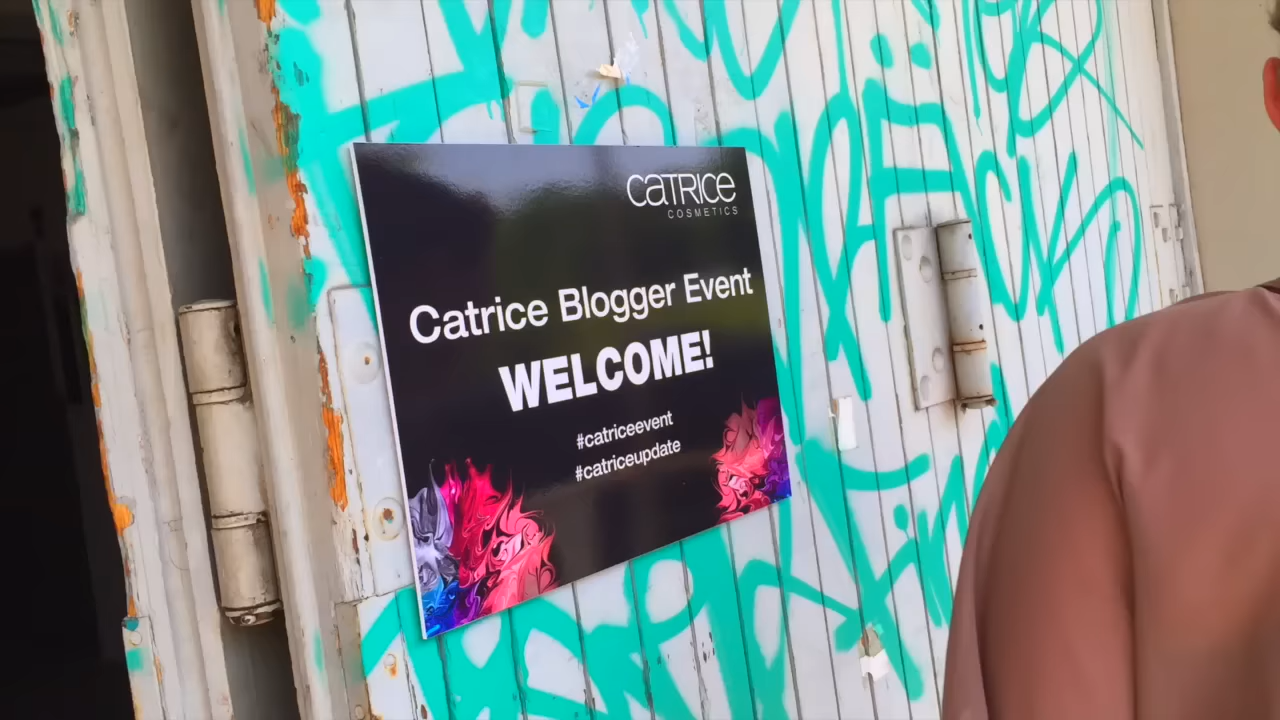 CATRICE
COSMETICS
Catrice Blogger Event
WELCOME!
#catriceevent
#catriceupdate